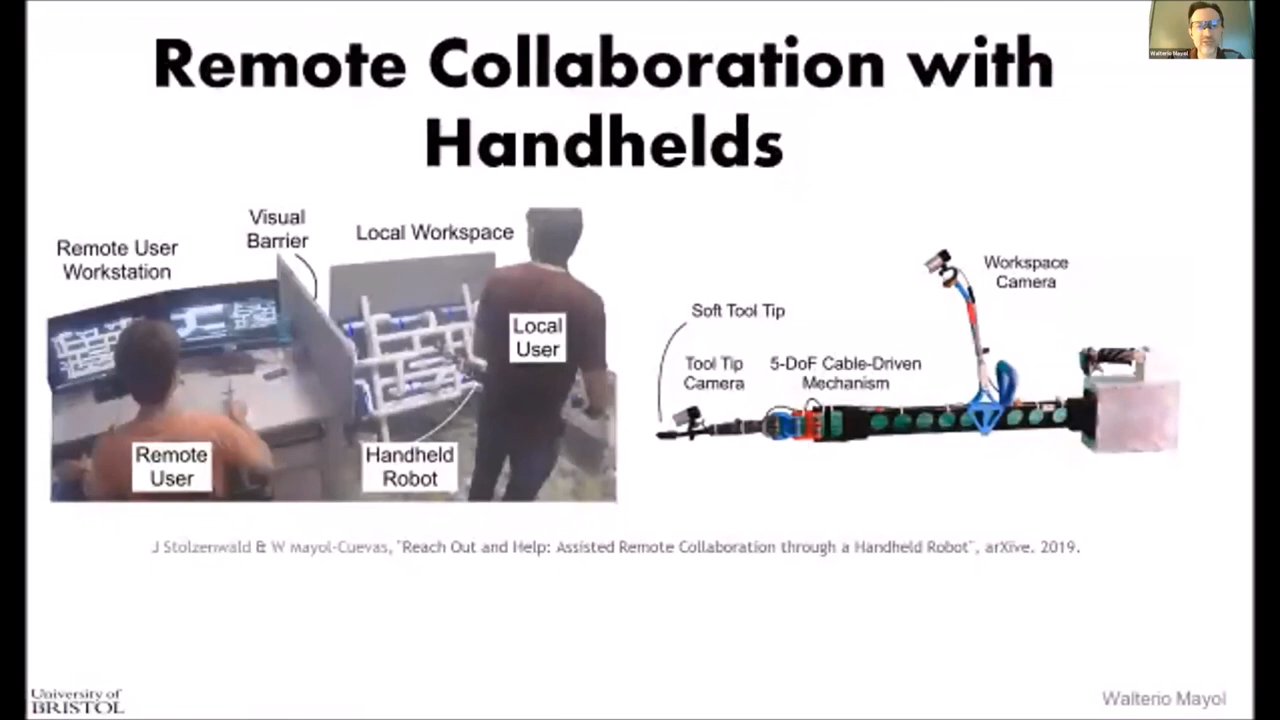 Remote Collaboration with
Handhelds
Walterio Mayol
Remote User
Workstation
Visual
Barrier
Local Workspace
Local
User
Remote
User
Handheld
Robot
Workspace
Camera
Soft Tool Tip
Tool Tip
Camera
5-DoF Cable-Driven
Mechanism
J Stolzenwald & W mayol-Cuevas, "Reach Out and Help: Assisted Remote Collaboration through a Handheld Robot", arXive. 2019.
University of
BRISTOL
Walterio Mayol